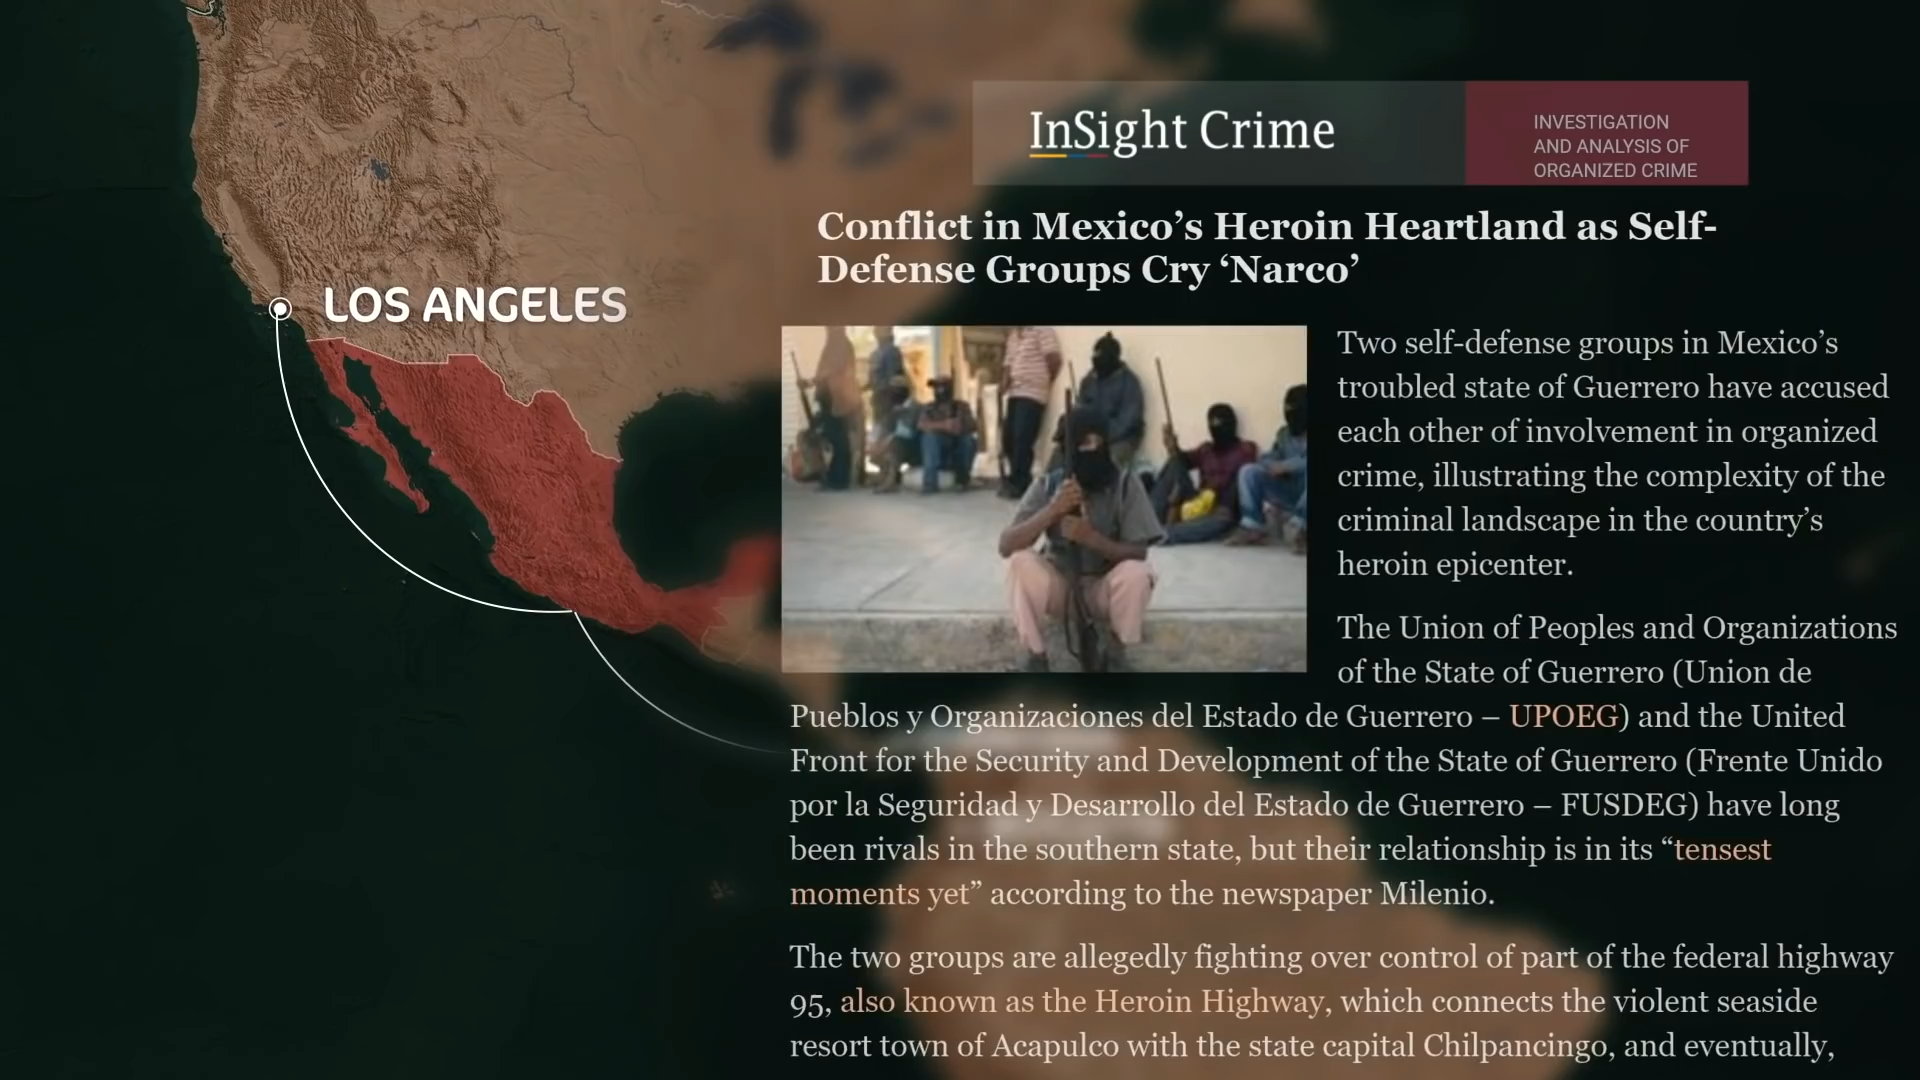 InSight Crime
INVESTIGATION
AND ANALYSIS OF
ORGANIZED CRIME
Conflict in Mexico’s Heroin Heartland as Self-
Defense Groups Cry ‘Narco’
LOS ANGELES
Two self-defense groups in Mexico’s
troubled state of Guerrero have accused
each other of involvement in organized
crime, illustrating the complexity of the
criminal landscape in the country’s
heroin epicenter.
The Union of Peoples and Organizations
of the State of Guerrero (Union de
Pueblos y Organizaciones del Estado de Guerrero – UPOEG) and the United
Front for the Security and Development of the State of Guerrero (Frente Unido
por la Seguridad y Desarrollo del Estado de Guerrero – FUSDEG) have long
been rivals in the southern state, but their relationship is in its “tensest
moments yet” according to the newspaper Milenio.
The two groups are allegedly fighting over control of part of the federal highway
95, also known as the Heroin Highway, which connects the violent seaside
resort town of Acapulco with the state capital Chilpancingo, and eventually,